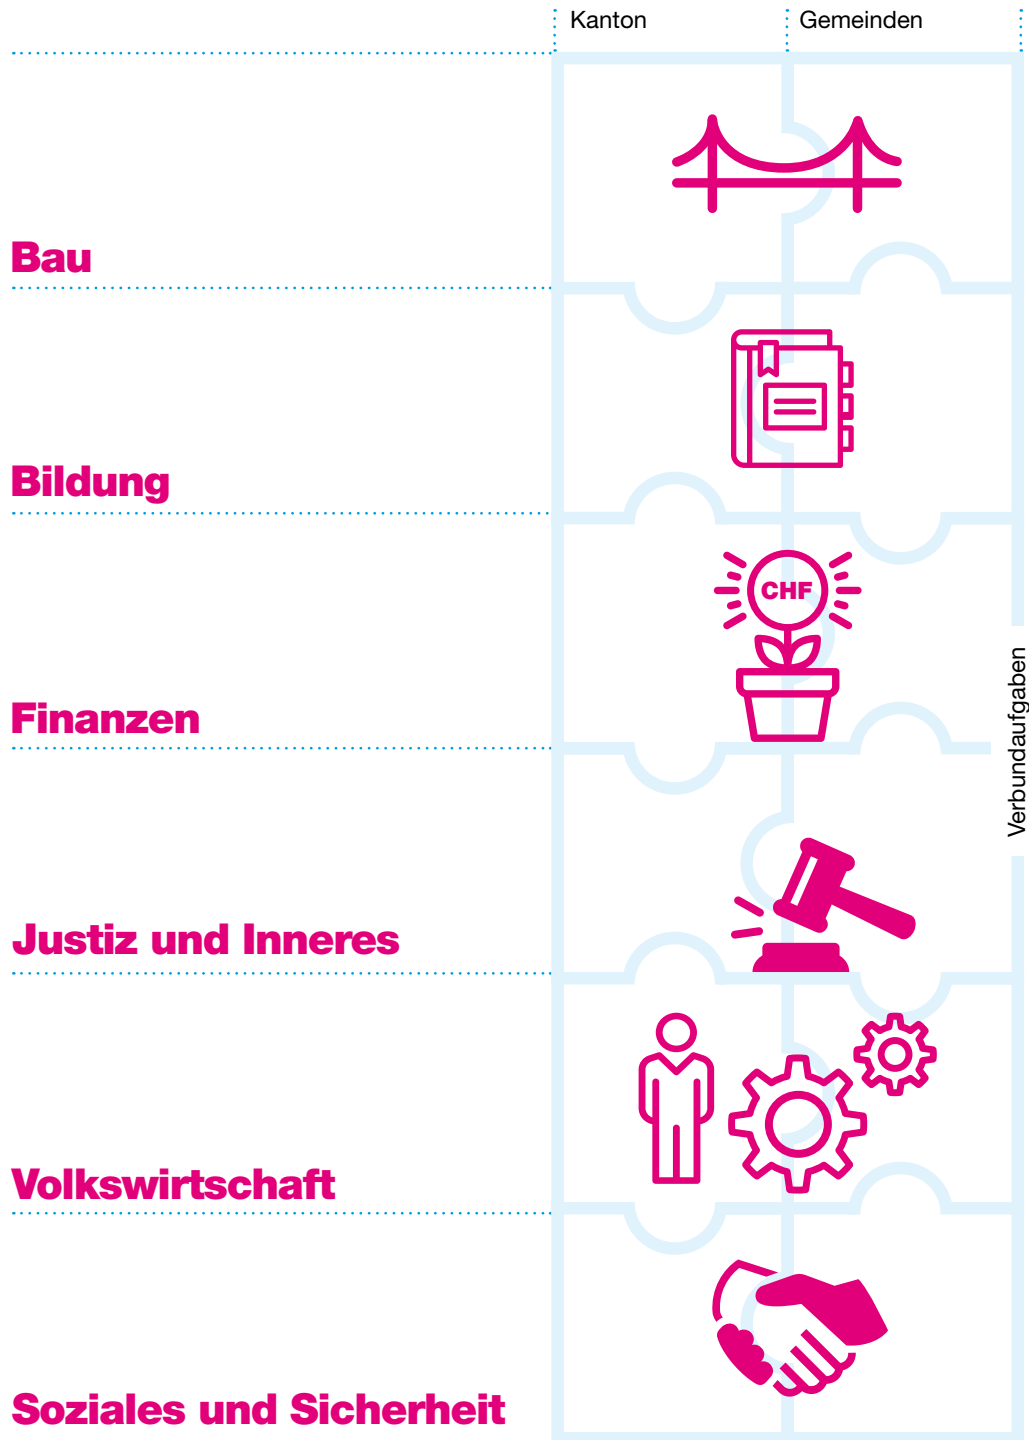 Kanton
Gemeinden
Bau
Bildung
CHF
Finanzen
Verbundaufgaben
Justiz und Inneres
Volkswirtschaft
Soziales und Sicherheit